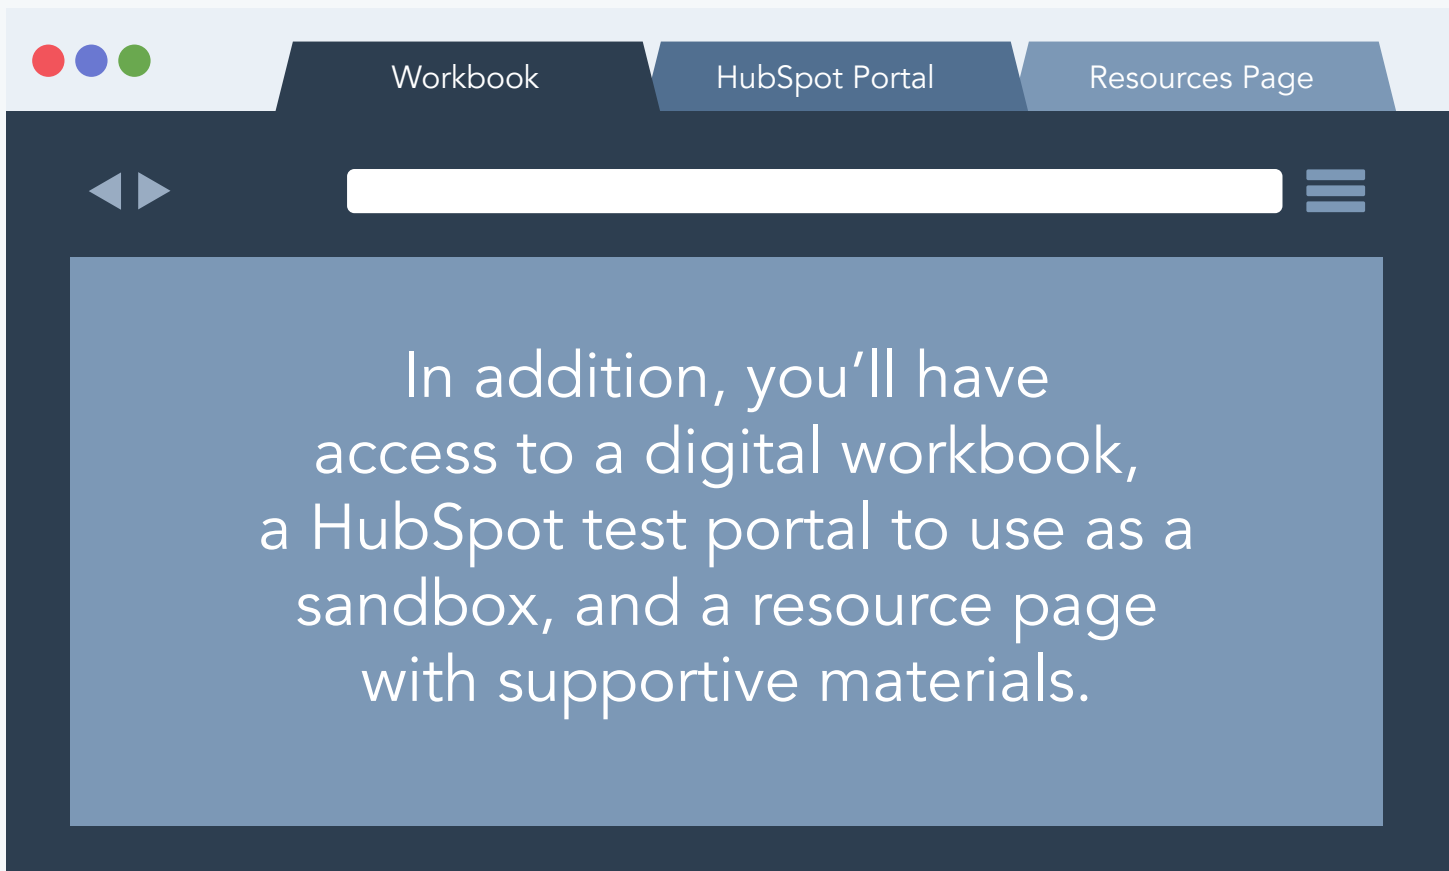 Workbook
HubSpot Portal
Resources Page
In addition, you’ll have
access to a digital workbook,
a HubSpot test portal to use as a
sandbox, and a resource page
with supportive materials.